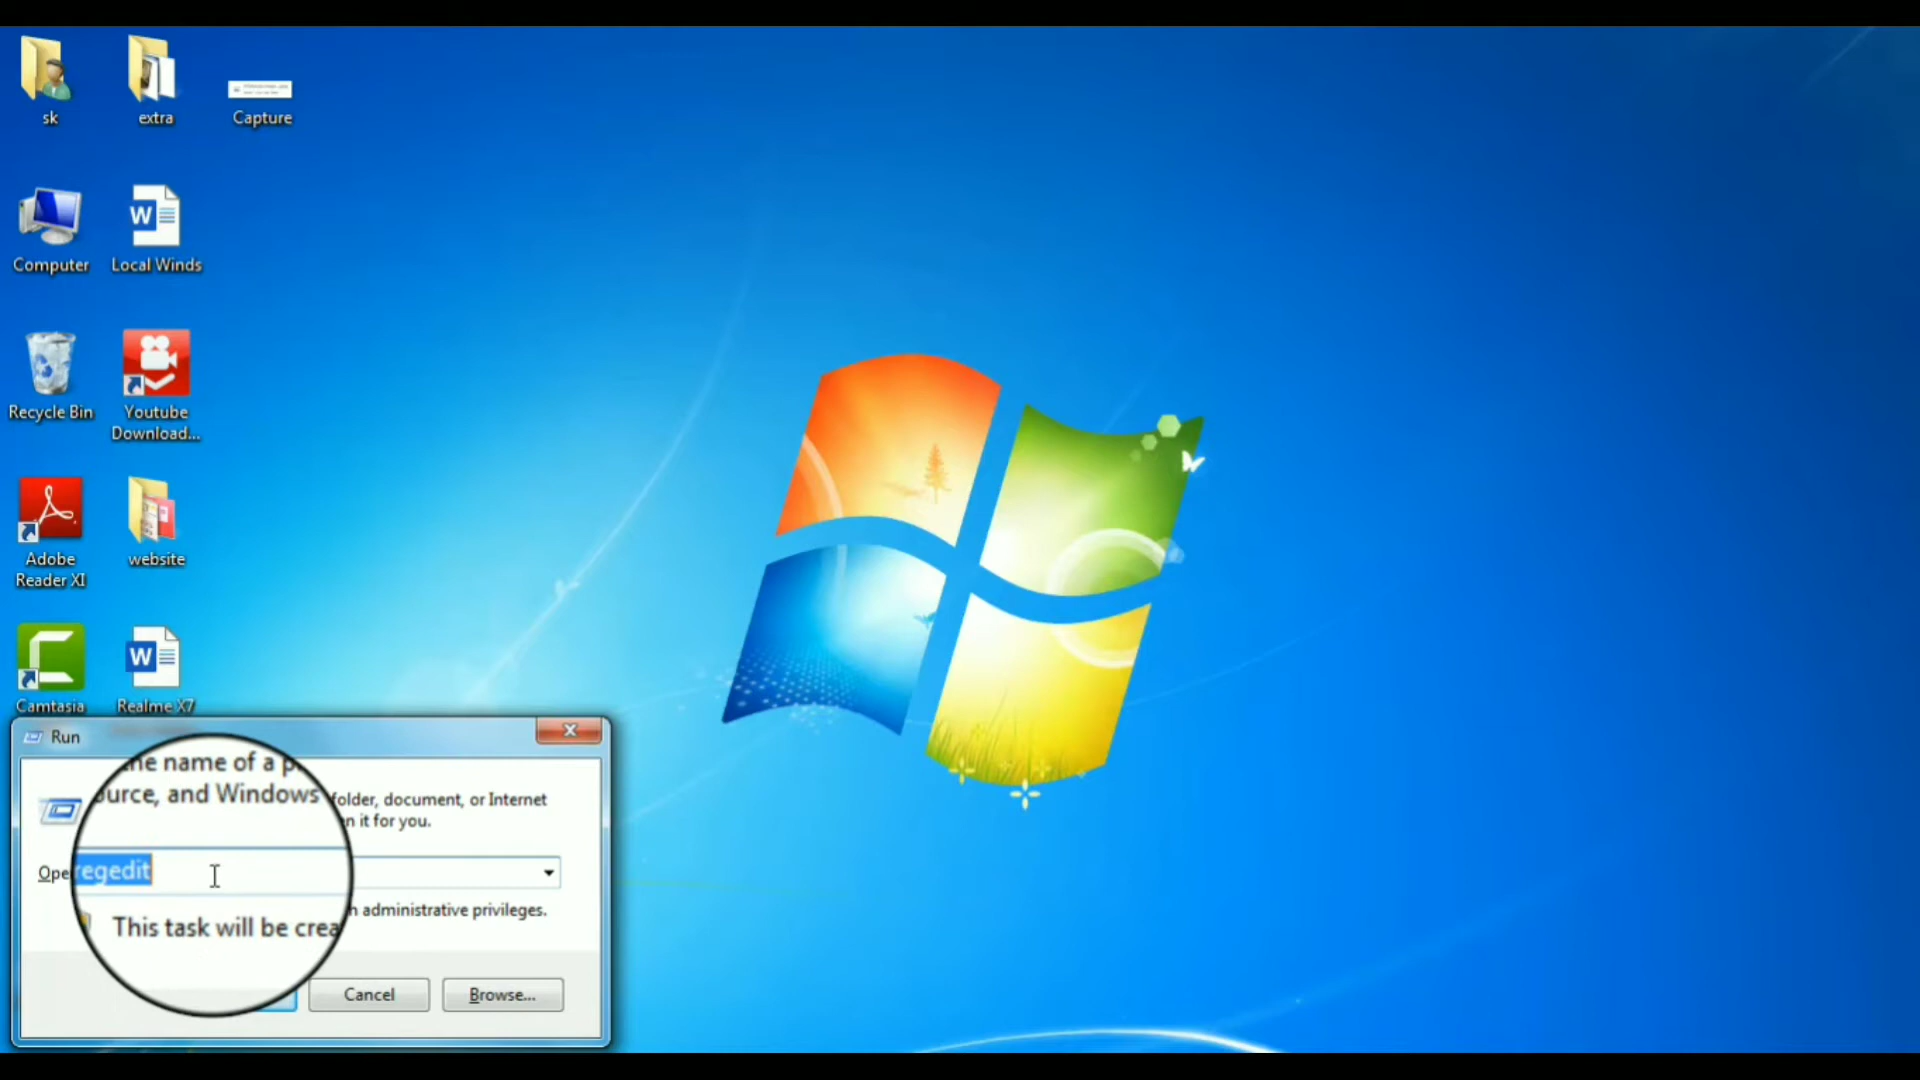 sk
extra
Capture
Computer
Local Winds
Recycle Bin
Youtube
Download...
Adobe
Reader XI
website
Camtasia
Realme X7
Run
the name of a p
ource, and Windows
folder, document, or Internet
n it for you.
Ope
regedit
This task will be crea
n administrative privileges.
Cancel
Browse...